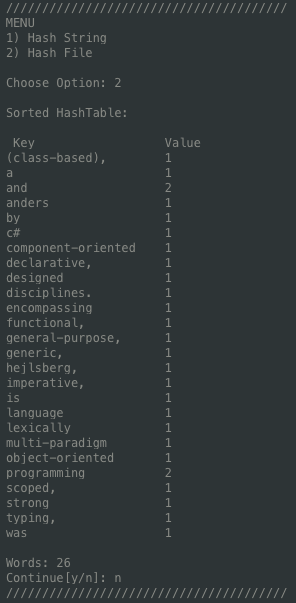 ///////////////////////////////////////
MENU
1) Hash String
2) Hash File
Choose Option: 2
Sorted HashTable:
Key Value
(class-based), 1
a 1
and 2
anders 1
by 1
c# 1
component-oriented 1
declarative, 1
designed 1
disciplines. 1
encompassing 1
functional, 1
general-purpose, 1
generic, 1
hejlsberg, 1
imperative, 1
is 1
language 1
lexically 1
multi-paradigm 1
object-oriented 1
programming 2
scoped, 1
strong 1
typing, 1
was 1
Words: 26
Continue[y/n]: n
///////////////////////////////////////